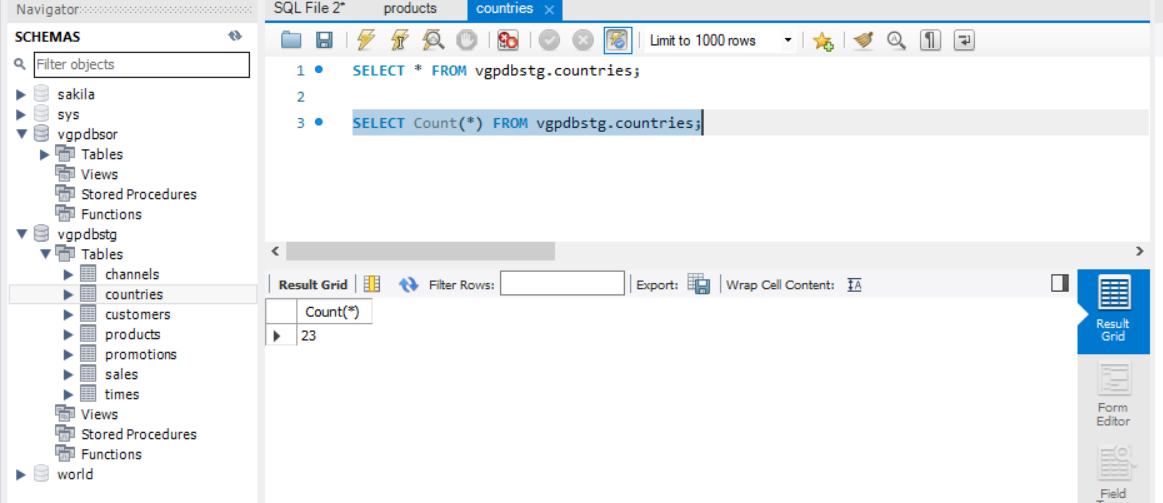 Navigator
SCHEMAS
Filter objects
sakila
sys
vgpdbsor
Tables
Views
Stored Procedures
Functions
vgpdbstg
Tables
channels
countries
customers
products
promotions
sales
times
Views
Stored Procedures
Functions
world
SQL File 2* products countries
Limit to 1000 rows
1 SELECT * FROM vgpdbstg.countries;
2
3 SELECT Count(*) FROM vgpdbstg.countries;
Result Grid Filter Rows: Export: Wrap Cell Content: IA
Count(*)
23
Result
Grid
Form
Editor
Field